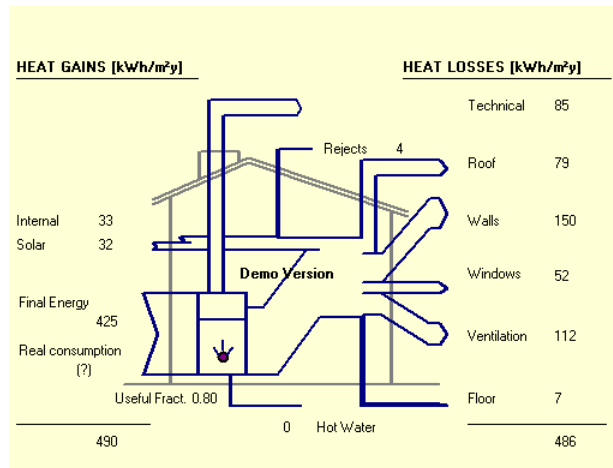 HEAT GAINS [kWh/m²y]
HEAT LOSSES [kWh/m²y]
Technical 85
Rejects 4
Roof 79
Internal 33
Walls 150
Solar 32
Demo Version
Windows 52
Final Energy
425
Ventilation 112
Real consumption
(?)
Useful Fract. 0.80
Floor 7
0 Hot Water
490
486